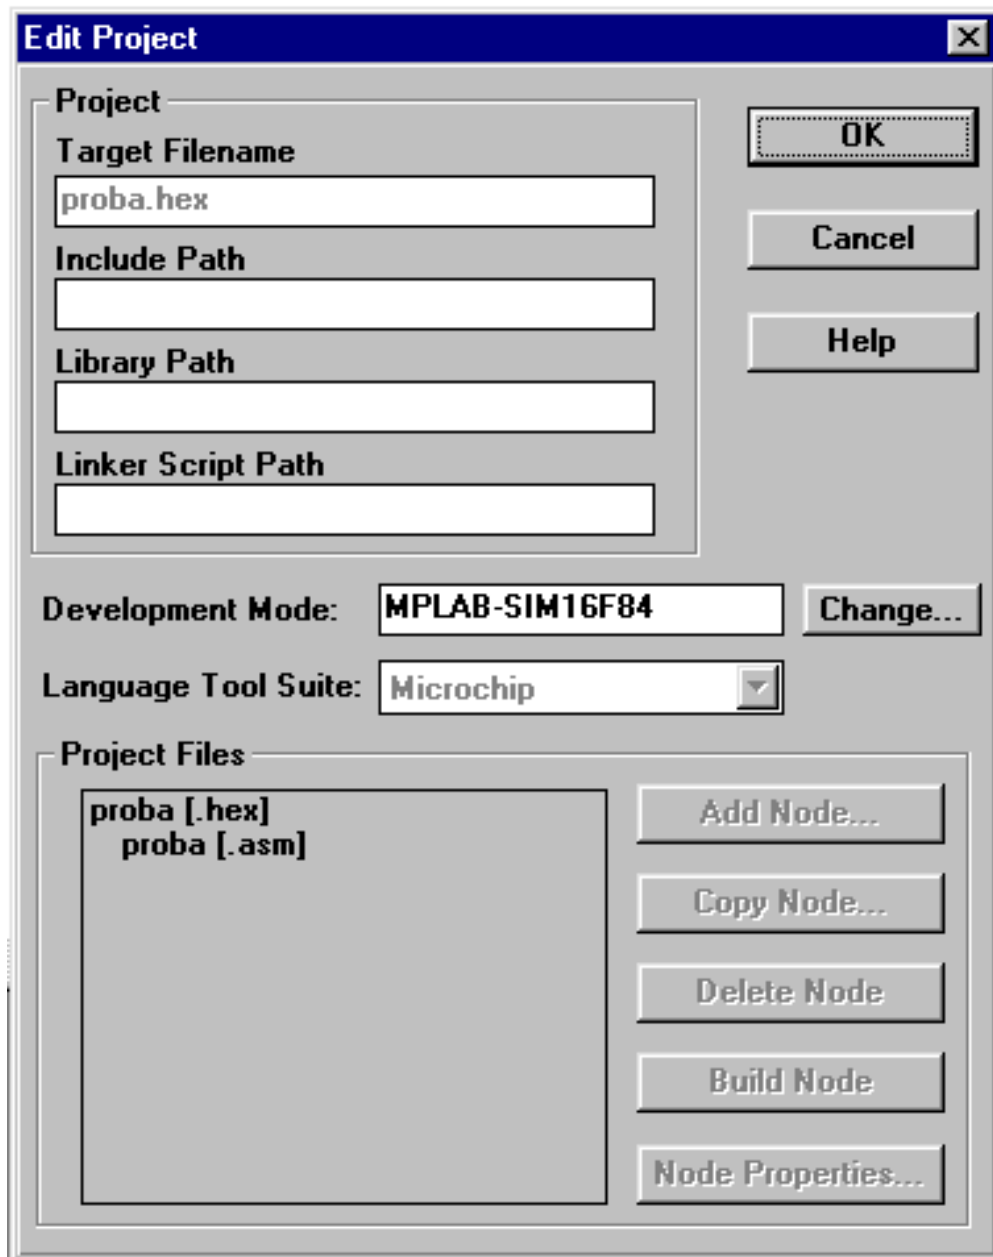 Edit Project
Project
Target Filename
proba.hex
Include Path
Library Path
Linker Script Path
OK
Cancel
Help
Development Mode: MPLAB-SIM16F84 Change...
Language Tool Suite: Microchip
Project Files
proba [.hex]
proba [.asm]
Add Node...
Copy Node...
Delete Node
Build Node
Node Properties...